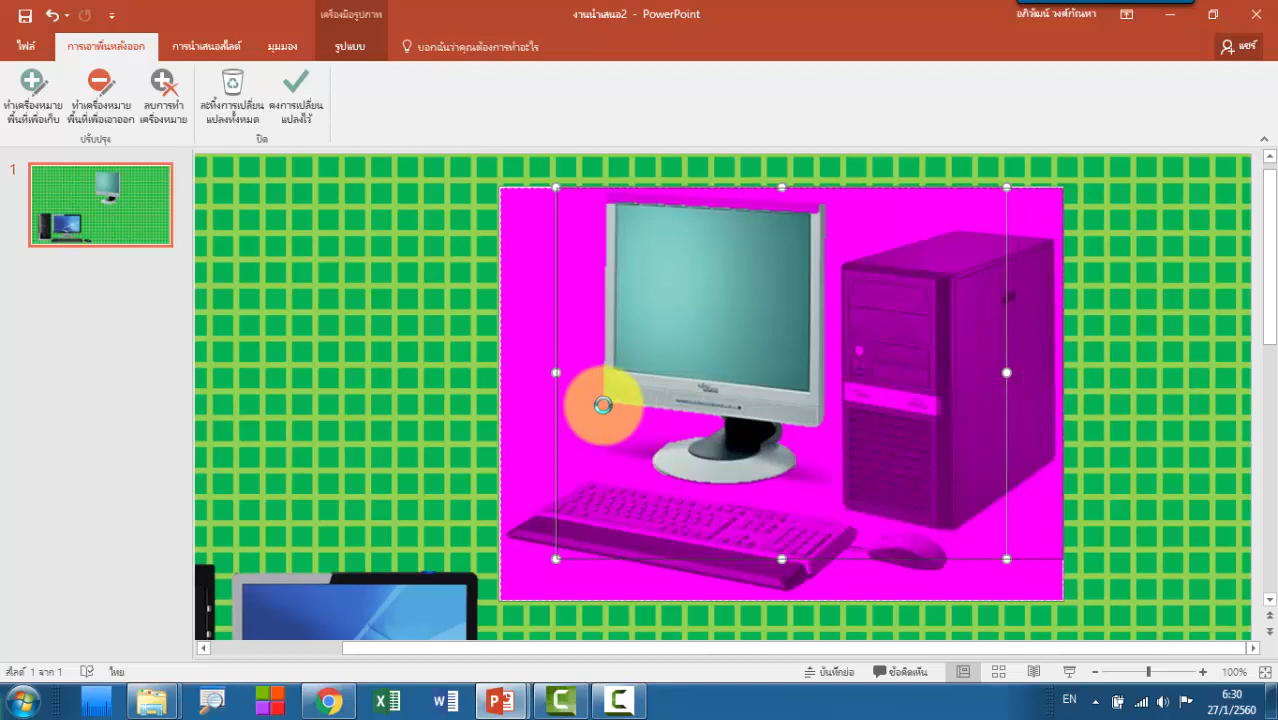 เครื่องมือรูปภาพ
งานนำเสนอ2 - PowerPoint
อภิวัฒน์ วงศ์กัณหา
ไฟล์
การเอาพื้นหลังออก
การนำเสนอสไลด์
มุมมอง
รูปแบบ
บอกฉันว่าคุณต้องการทำอะไร
แชร์
ทำเครื่องหมาย
พื้นที่เพื่อเก็บ
ทำเครื่องหมาย
พื้นที่เพื่อเอาออก
ลบการทำ
เครื่องหมาย
ละทิ้งการเปลี่ยน
แปลงทั้งหมด
คงการเปลี่ยน
แปลงไว้
ปรับปรุง
ปิด
1
สไลด์ 1 จาก 1
ไทย
บันทึกย่อ
ข้อคิดเห็น
100%
EN
6:30
27/1/2560